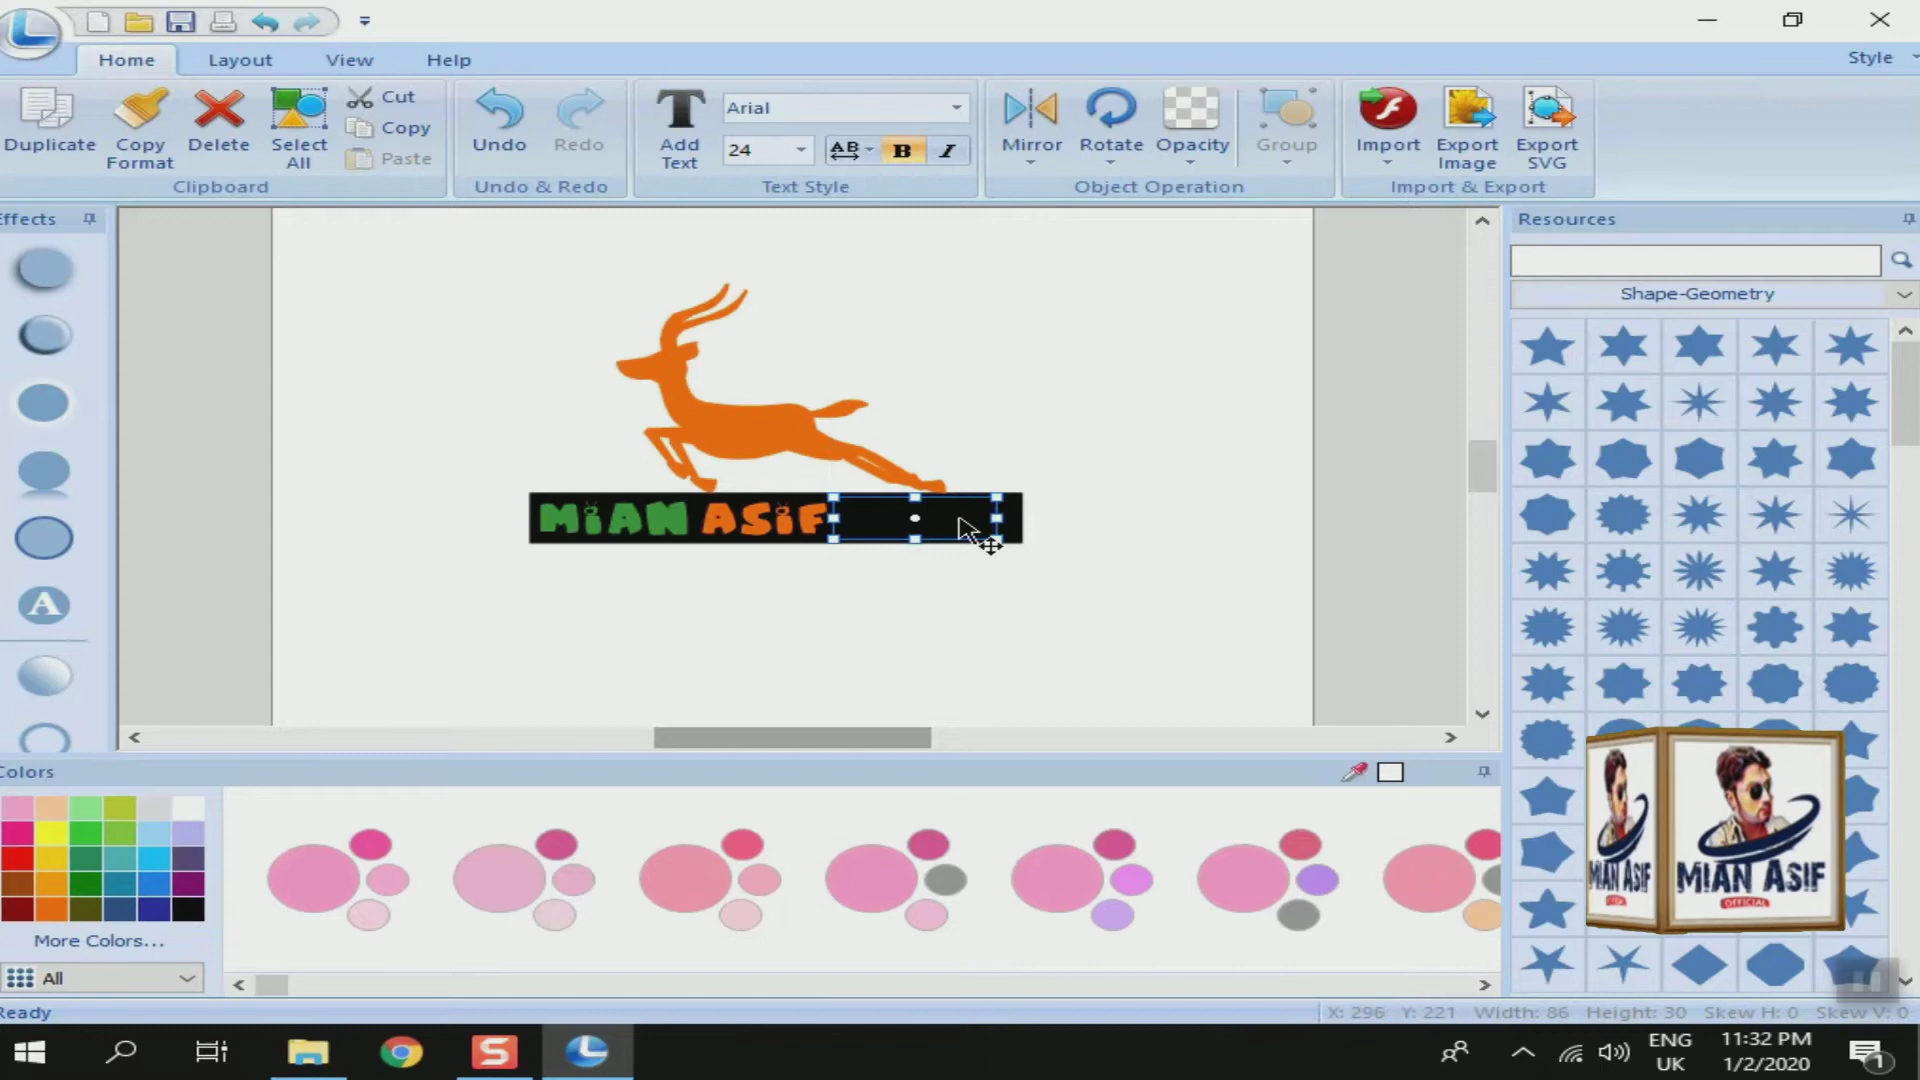 Home
Layout
View
Help
Style
Duplicate
Copy Format
Delete
Select All
Cut
Copy
Paste
Clipboard
Undo
Redo
Undo & Redo
Add Text
Arial
24
AB
B
I
Text Style
Mirror
Rotate
Opacity
Group
Object Operation
Import
Export Image
Export SVG
Import & Export
Effects
A
Resources
Shape-Geometry
MiAN ASiF
Colors
More Colors...
All
MIAN ASIF
MIAN ASIF
OFFICIAL
Ready
X: 296 Y: 221 Width: 86 Height: 30 Skew H: 0 Skew V: 0
S
ENG
UK
11:32 PM
1/2/2020
1